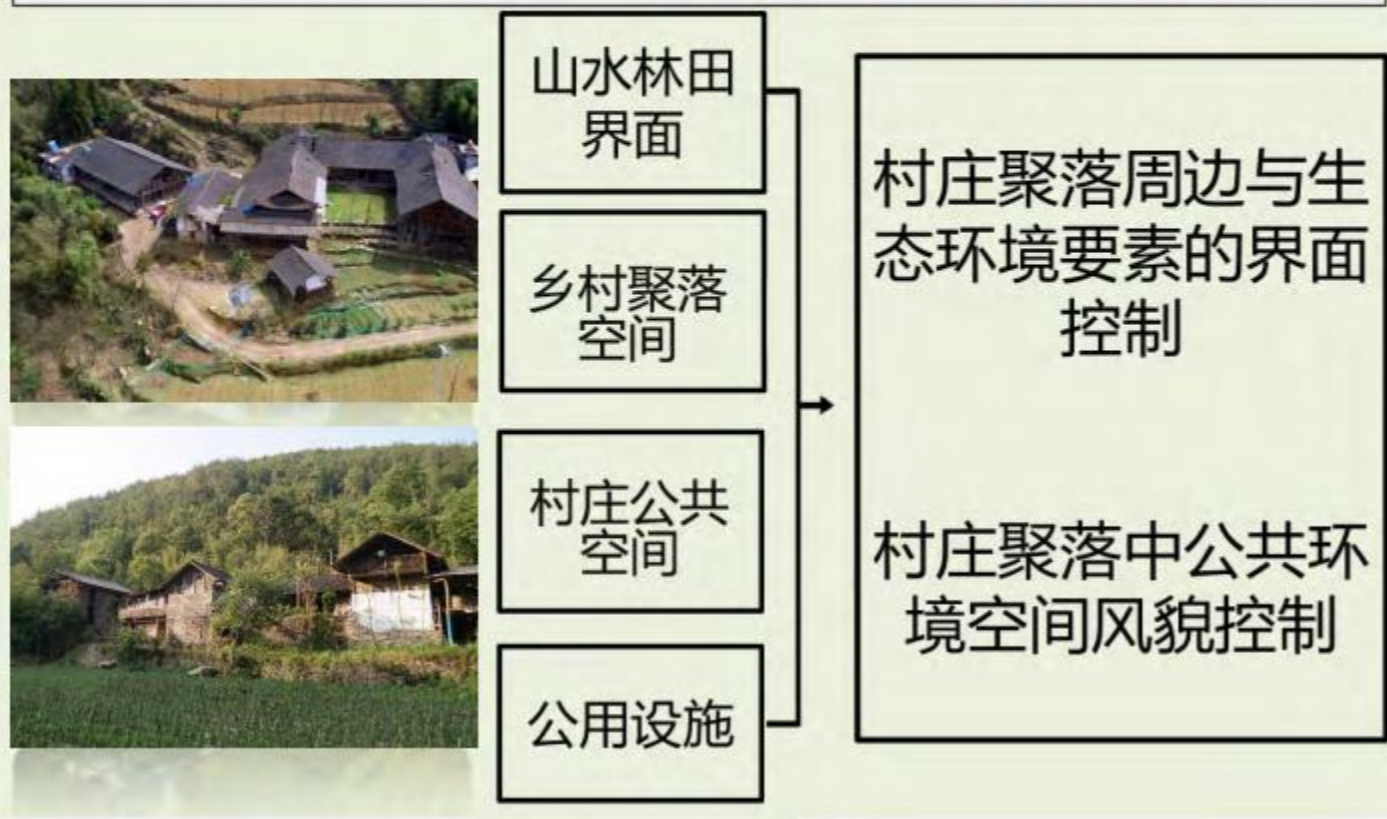 山水林田
界面
乡村聚落
空间
村庄公共
空间
公用设施
村庄聚落周边与生
态环境要素的界面
控制
村庄聚落中公共环
境空间风貌控制